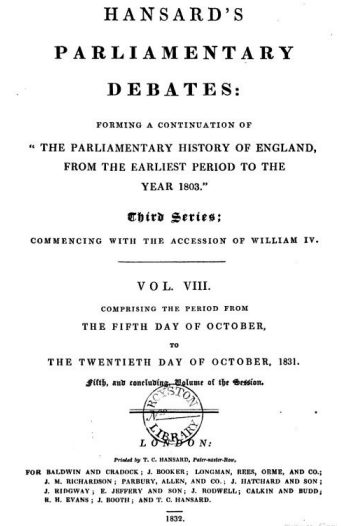 HANSARD'S
PARLIAMENTARY
DEBATES:
FORMING A CONTINUATION OF
" THE PARLIAMENTARY HISTORY OF ENGLAND,
FROM THE EARLIEST PERIOD TO THE
YEAR 1803."
Third Series;
COMMENCING WITH THE ACCESSION OF WILLIAM IV.
VOL. VIII.
COMPRISING THE PERIOD FROM
THE FIFTH DAY OF OCTOBER,
TO
THE TWENTIETH DAY OF OCTOBER, 1831.
Fifth, and concluding, Volume of the Session.
ROYSTON
LIBRARY
LONDON:
Printed by T. C. HANSARD, Pater-noster-Row,
FOR BALDWIN AND CRADOCK; J. BOOKER; LONGMAN, REES, ORME, AND CO.;
J. M. RICHARDSON; PARBURY, ALLEN, AND CO.; J. HATCHARD AND SON;
J. RIDGWAY; E. JEFFERY AND SON; J. RODWELL; CALKIN AND BUDD;
R. H. EVANS; J. BOOTH; AND T. C. HANSARD.
1832.